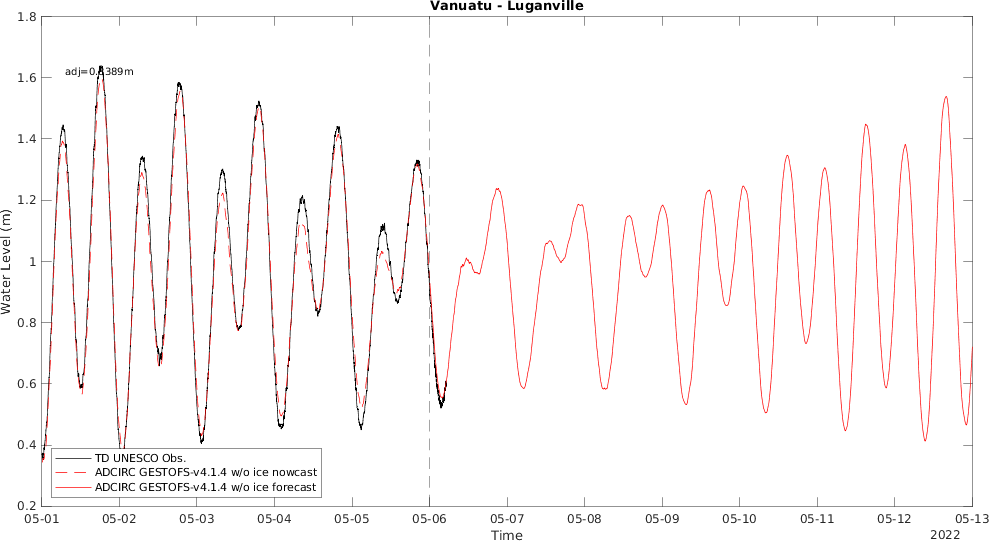 Vanuatu - Luganville
1.8
1.6
1.4
1.2
1
0.8
0.6
0.4
0.2
Water Level (m)
TD UNESCO Obs.
ADCIRC GESTOFS-v4.1.4 w/o ice nowcast
ADCIRC GESTOFS-v4.1.4 w/o ice forecast
05-01 05-02 05-03 05-04 05-05 05-06 05-07 05-08 05-09 05-10 05-11 05-12 05-13
Time
2022